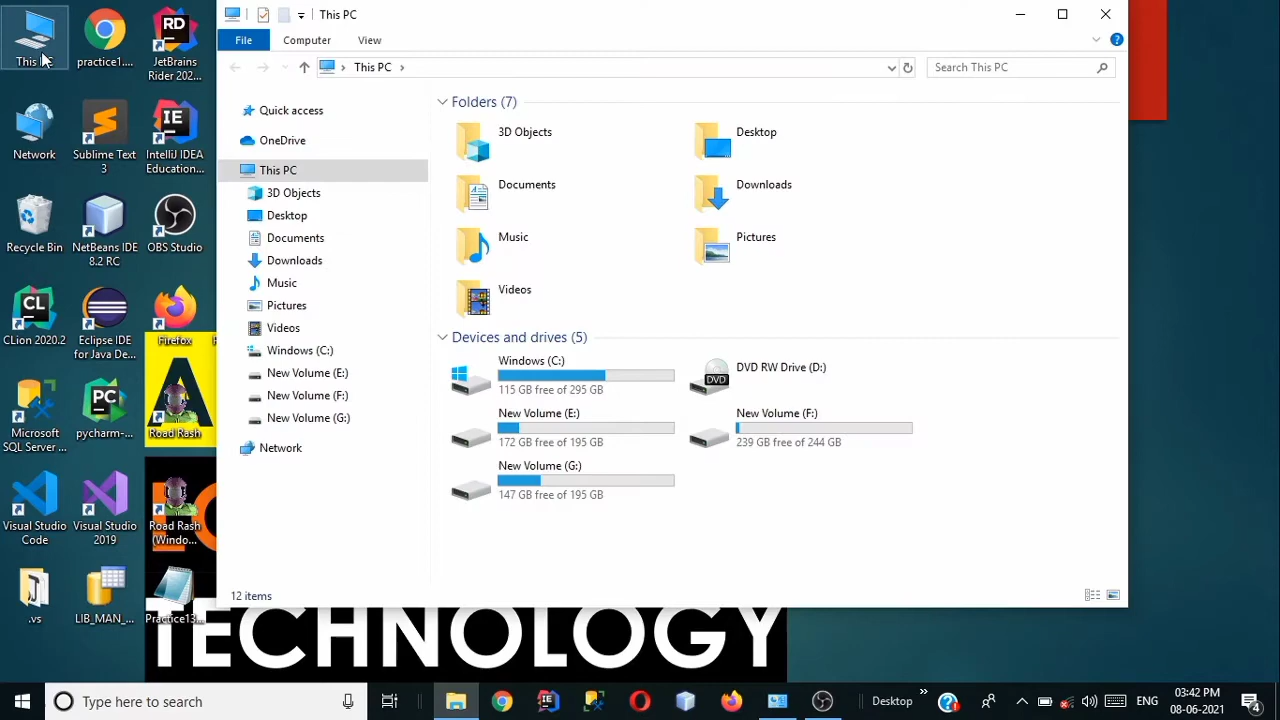 This PC
File
Computer
View
This PC
Search This PC
Quick access
OneDrive
This PC
3D Objects
Desktop
Documents
Downloads
Music
Pictures
Videos
Windows (C:)
New Volume (E:)
New Volume (F:)
New Volume (G:)
Network
Folders (7)
3D Objects
Desktop
Documents
Downloads
Music
Pictures
Videos
Devices and drives (5)
Windows (C:)
115 GB free of 295 GB
DVD RW Drive (D:)
New Volume (E:)
172 GB free of 195 GB
New Volume (F:)
239 GB free of 244 GB
New Volume (G:)
147 GB free of 195 GB
12 items
This
practice1....
RD
JetBrains
Rider 202...
Network
Sublime Text
3
IE
IntelliJ IDEA
Education...
Recycle Bin
NetBeans IDE
8.2 RC
OBS Studio
CL
CLion 2020.2
Eclipse IDE
for Java De...
Firefox
Microsoft
SQL Server ...
PC
pycharm-...
Road Rash
Visual Studio
Code
Visual Studio
2019
Road Rash
(Windo...
.vs
LIB_MAN_...
Practice13...
TECHNOLOGY
Type here to search
Desktop
ENG
03:42 PM
08-06-2021
4